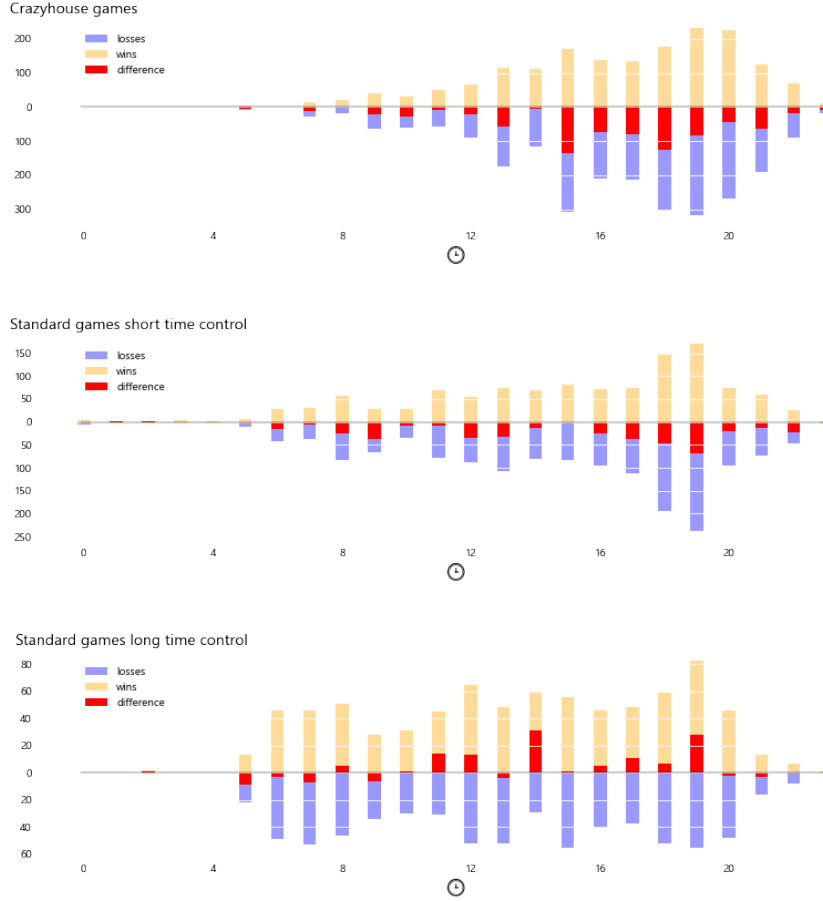 Crazyhouse games
200
losses
wins
100
difference
0
100
200
300
0 4 8 12 16 20
Standard games short time control
150
losses
100
wins
50
difference
0
50
100
150
200
250
0 4 8 12 16 20
Standard games long time control
80
losses
60
wins
40
difference
20
0
20
40
60
0 4 8 12 16 20